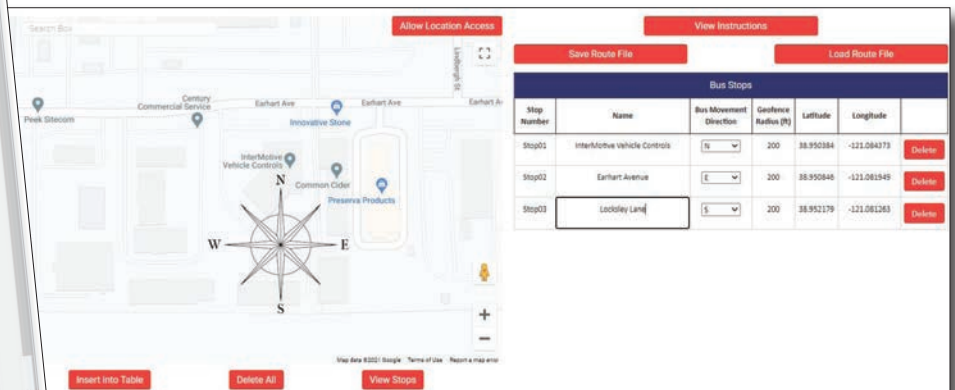 Search Box
Allow Location Access
Lindbergh St
Peek Sitecom
Century
Commercial Service
Earhart Ave
Earhart Ave
Innovative Stone
InterMotive
Vehicle Controls
Common Cider
Preserva Products
N
W
E
S
Map data ©2021 Google Terms of Use Report a map error
Insert into Table
Delete All
View Stops
View Instructions
Save Route File
Load Route File
Bus Stops
Stop Number Name Bus Movement Direction Geofence Radius (ft) Latitude Longitude
Stop01 InterMotive Vehicle Controls N 200 38.950384 -121.084373 Delete
Stop02 Earhart Avenue E 200 38.950846 -121.081949 Delete
Stop03 Locksley Lane S 200 38.952179 -121.081263 Delete